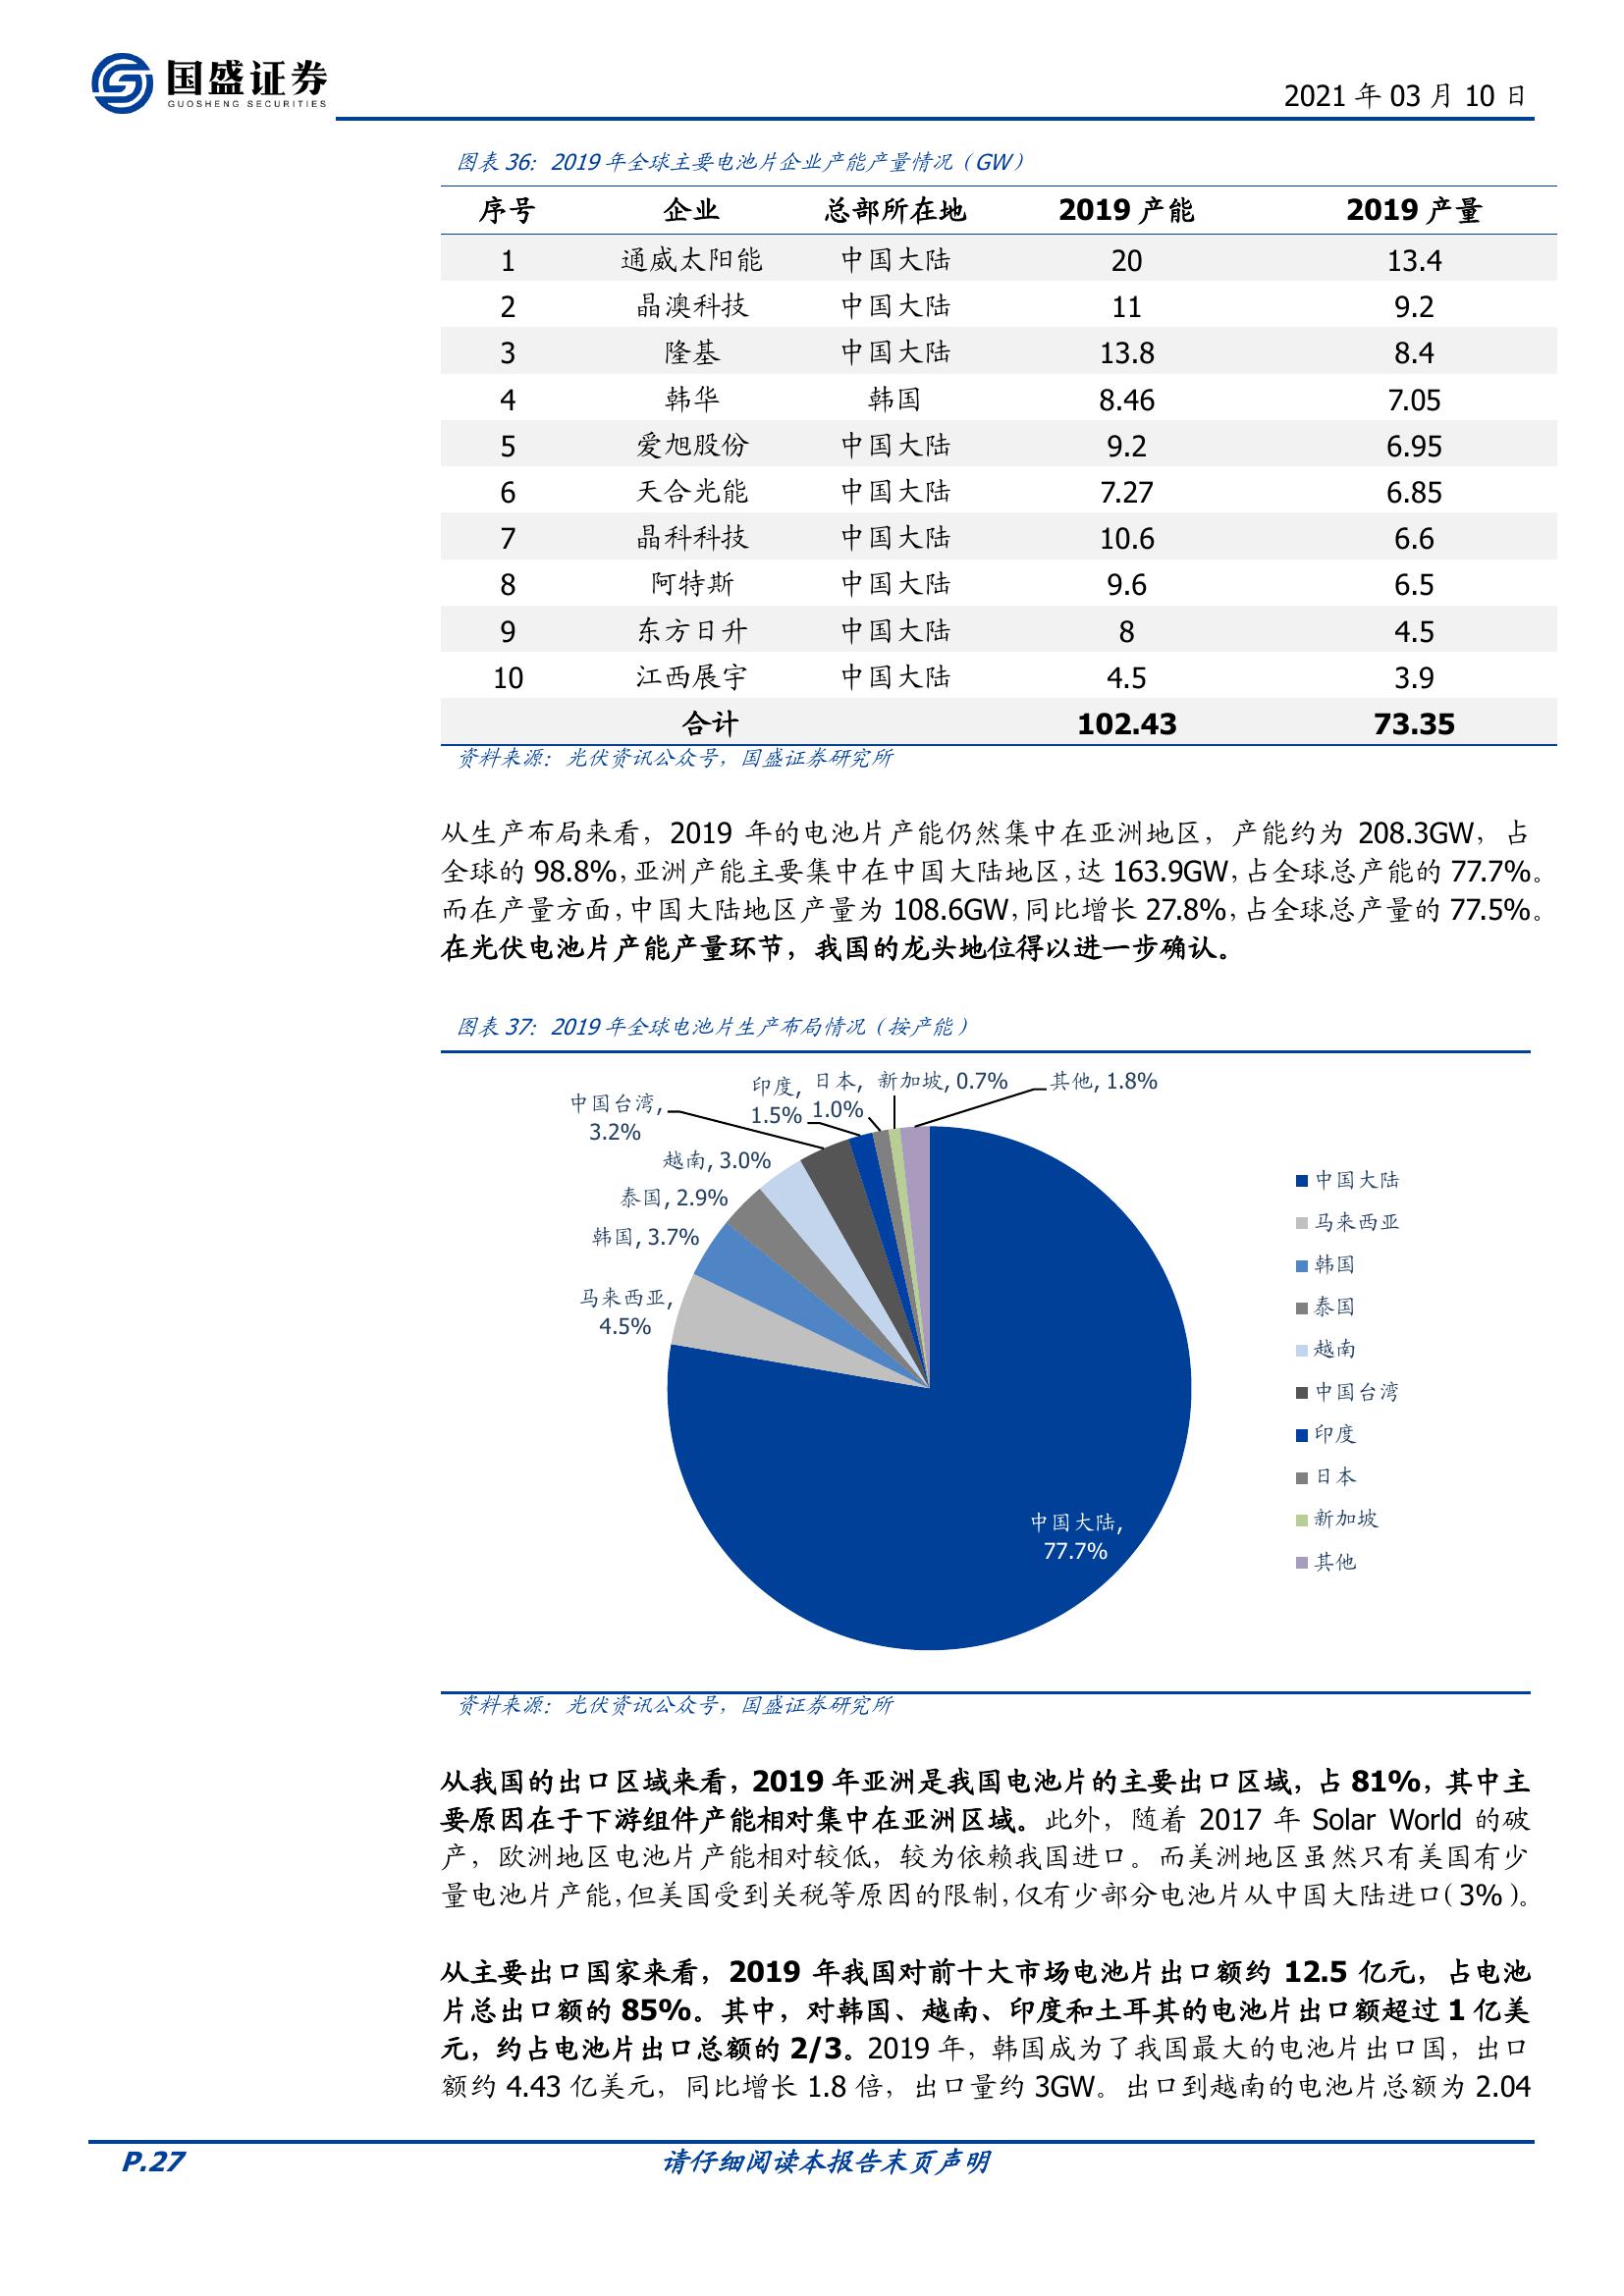 国盛证券
GUOSHENG SECURITIES
2021 年 03 月 10 日
图表 36：2019 年全球主要电池片企业产能产量情况（GW）
序号 企业 总部所在地 2019 产能 2019 产量
1 通威太阳能 中国大陆 20 13.4
2 晶澳科技 中国大陆 11 9.2
3 隆基 中国大陆 13.8 8.4
4 韩华 韩国 8.46 7.05
5 爱旭股份 中国大陆 9.2 6.95
6 天合光能 中国大陆 7.27 6.85
7 晶科科技 中国大陆 10.6 6.6
8 阿特斯 中国大陆 9.6 6.5
9 东方日升 中国大陆 8 4.5
10 江西展宇 中国大陆 4.5 3.9
合计 102.43 73.35
资料来源：光伏资讯公众号，国盛证券研究所
从生产布局来看，2019 年的电池片产能仍然集中在亚洲地区，产能约为 208.3GW，占
全球的 98.8%，亚洲产能主要集中在中国大陆地区，达 163.9GW，占全球总产能的 77.7%。
而在产量方面，中国大陆地区产量为 108.6GW，同比增长 27.8%，占全球总产量的 77.5%。
在光伏电池片产能产量环节，我国的龙头地位得以进一步确认。
图表 37：2019 年全球电池片生产布局情况（按产能）
中国台湾,
3.2%
印度,
1.5%
日本,
1.0%
新加坡, 0.7%
其他, 1.8%
越南, 3.0%
泰国, 2.9%
韩国, 3.7%
马来西亚,
4.5%
中国大陆,
77.7%
中国大陆
马来西亚
韩国
泰国
越南
中国台湾
印度
日本
新加坡
其他
资料来源：光伏资讯公众号，国盛证券研究所
从我国的出口区域来看，2019 年亚洲是我国电池片的主要出口区域，占 81%，其中主
要原因在于下游组件产能相对集中在亚洲区域。此外，随着 2017 年 Solar World 的破
产，欧洲地区电池片产能相对较低，较为依赖我国进口。而美洲地区虽然只有美国有少
量电池片产能，但美国受到关税等原因的限制，仅有少部分电池片从中国大陆进口（3%）。
从主要出口国家来看，2019 年我国对前十大市场电池片出口额约 12.5 亿元，占电池
片总出口额的 85%。其中，对韩国、越南、印度和土耳其的电池片出口额超过 1 亿美
元，约占电池片出口总额的 2/3。2019 年，韩国成为了我国最大的电池片出口国，出口
额约 4.43 亿美元，同比增长 1.8 倍，出口量约 3GW。出口到越南的电池片总额为 2.04
P.27
请仔细阅读本报告末页声明